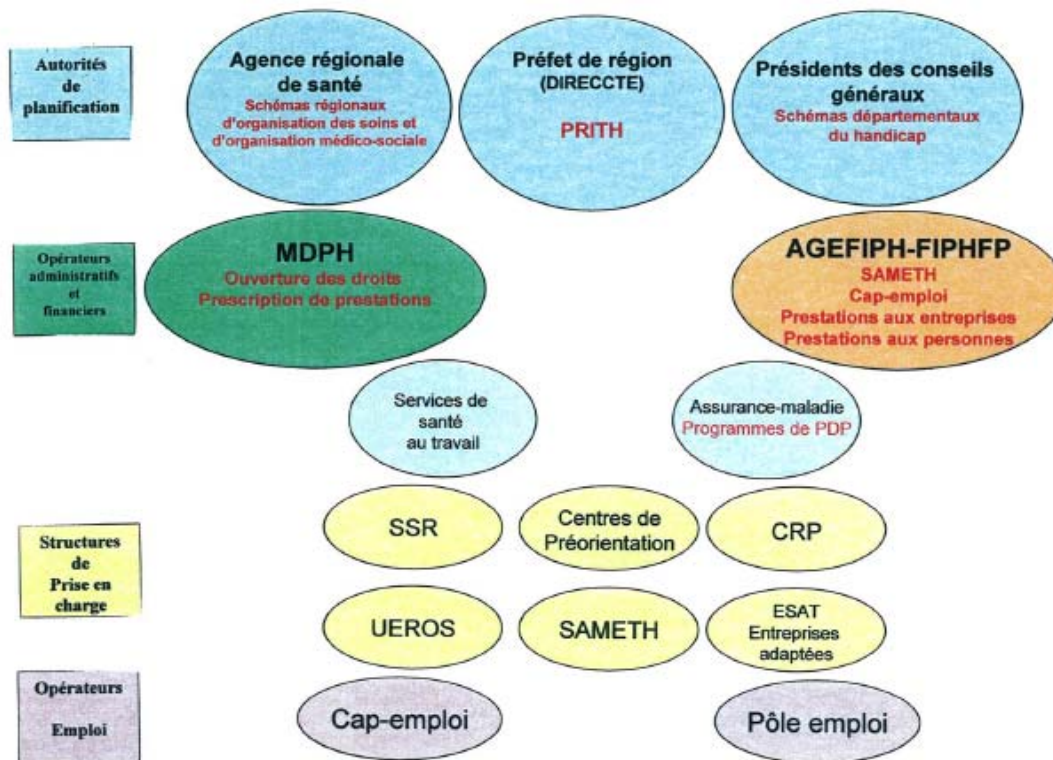 Autorités
de
planification
Agence régionale
de santé
Schémas régionaux
d'organisation des soins et
d'organisation médico-sociale
Préfet de région
(DIRECCTE)
PRITH
Présidents des conseils
généraux
Schémas départementaux
du handicap
Opérateurs
administratifs
et
financiers
MDPH
Ouverture des droits
Prescription de prestations
AGEFIPH-FIPHFP
SAMETH
Cap-emploi
Prestations aux entreprises
Prestations aux personnes
Services de
santé
au travail
Assurance-maladie
Programmes de PDP
Structures
de
Prise en
charge
SSR
Centres de
Préorientation
CRP
UEROS
SAMETH
ESAT
Entreprises
adaptées
Opérateurs
Emploi
Cap-emploi
Pôle emploi